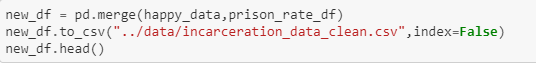 new_df = pd.merge(happy_data,prison_rate_df)
new_df.to_csv("../data/incarceration_data_clean.csv",index=False)
new_df.head()